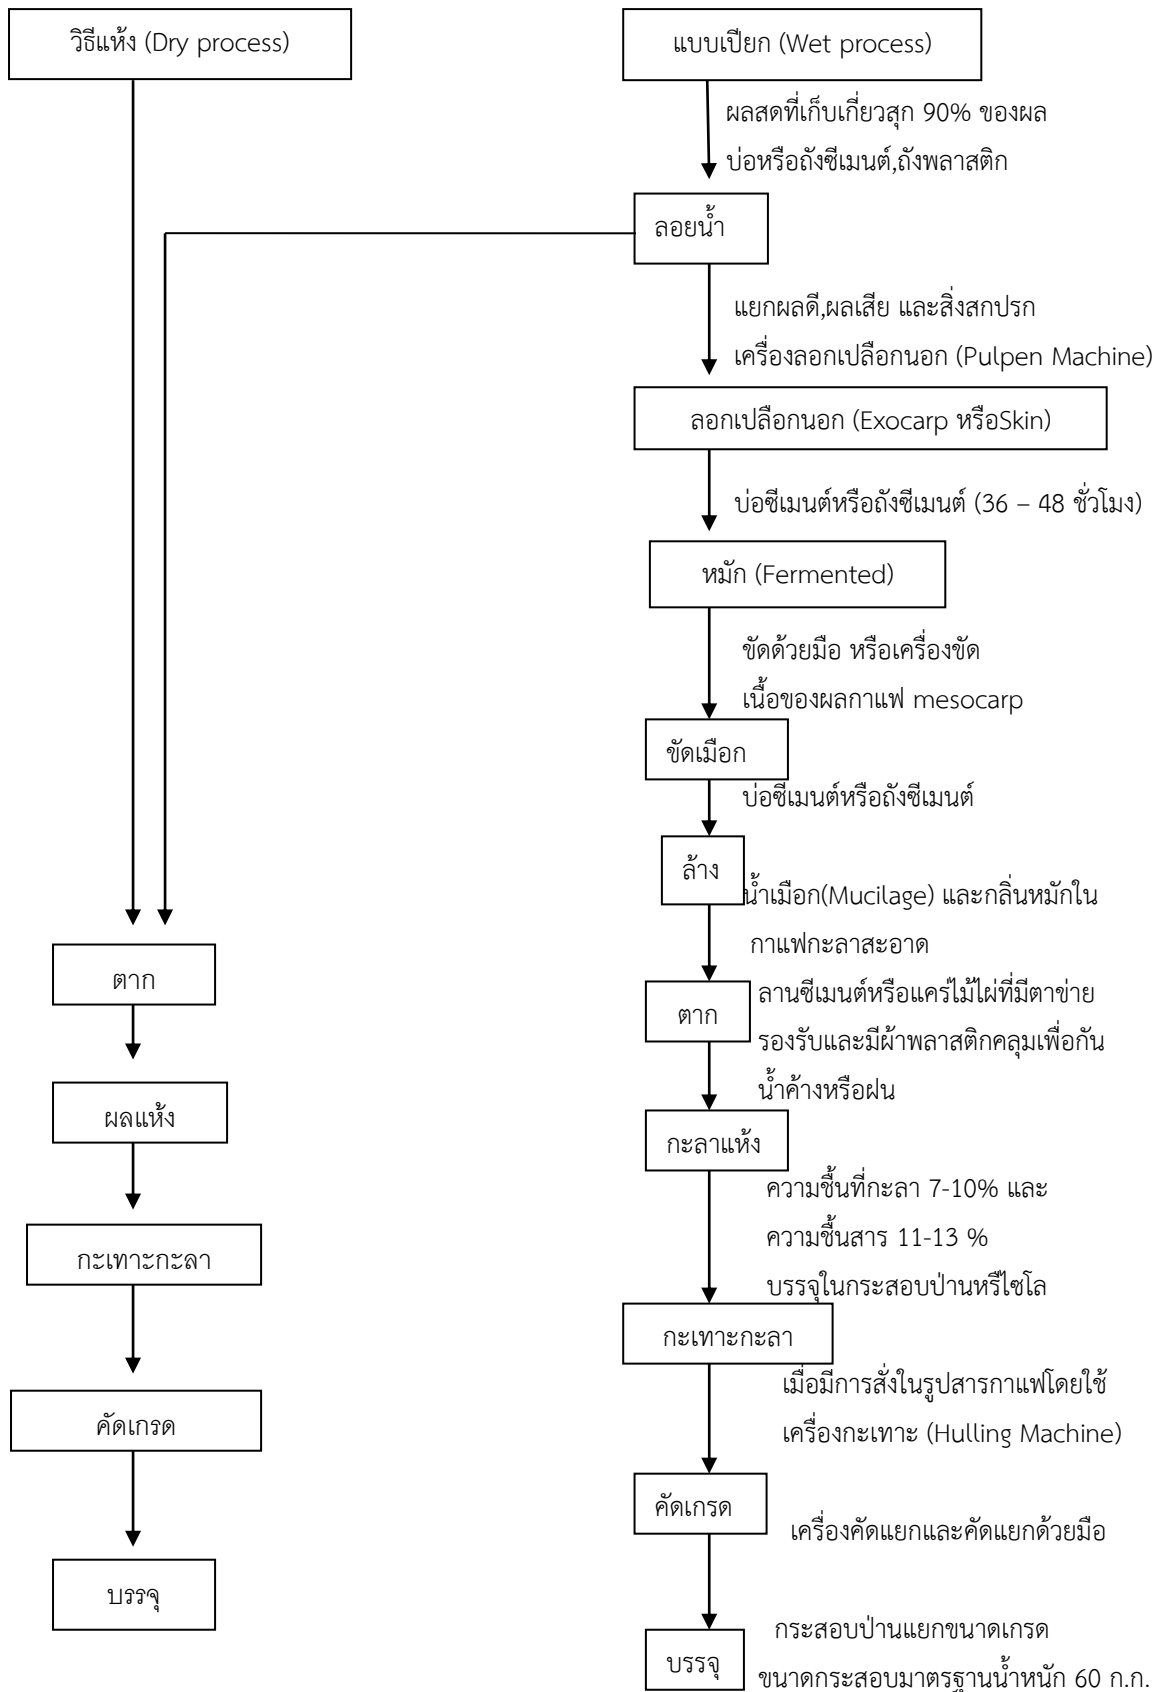 วิธีแห้ง (Dry process)
แบบเปียก (Wet process)
ผลสดที่เก็บเกี่ยวสุก 90% ของผล
บ่อหรือถังซีเมนต์,ถังพลาสติก
ลอยน้ำ
แยกผลดี,ผลเสีย และสิ่งสกปรก
เครื่องลอกเปลือกนอก (Pulpen Machine)
ลอกเปลือกนอก (Exocarp หรือSkin)
บ่อซีเมนต์หรือถังซีเมนต์ (36 – 48 ชั่วโมง)
หมัก (Fermented)
ขัดด้วยมือ หรือเครื่องขัด
เนื้อของผลกาแฟ mesocarp
ขัดเมือก
บ่อซีเมนต์หรือถังซีเมนต์
ล้าง
น้ำเมือก(Mucilage) และกลิ่นหมักใน
กาแฟกะลาสะอาด
ตาก
ตาก
ลานซีเมนต์หรือแคร่ไม้ไผ่ที่มีตาข่าย
รองรับและมีผ้าพลาสติกคลุมเพื่อกัน
น้ำค้างหรือฝน
ผลแห้ง
กะลาแห้ง
ความชื้นที่กะลา 7-10% และ
ความชื้นสาร 11-13 %
บรรจุในกระสอบป่านหรืไซโล
กะเทาะกะลา
กะเทาะกะลา
เมื่อมีการสั่งในรูปสารกาแฟโดยใช้
เครื่องกะเทาะ (Hulling Machine)
คัดเกรด
คัดเกรด
เครื่องคัดแยกและคัดแยกด้วยมือ
บรรจุ
กระสอบป่านแยกขนาดเกรด
บรรจุ
ขนาดกระสอบมาตรฐานน้ำหนัก 60 ก.ก.